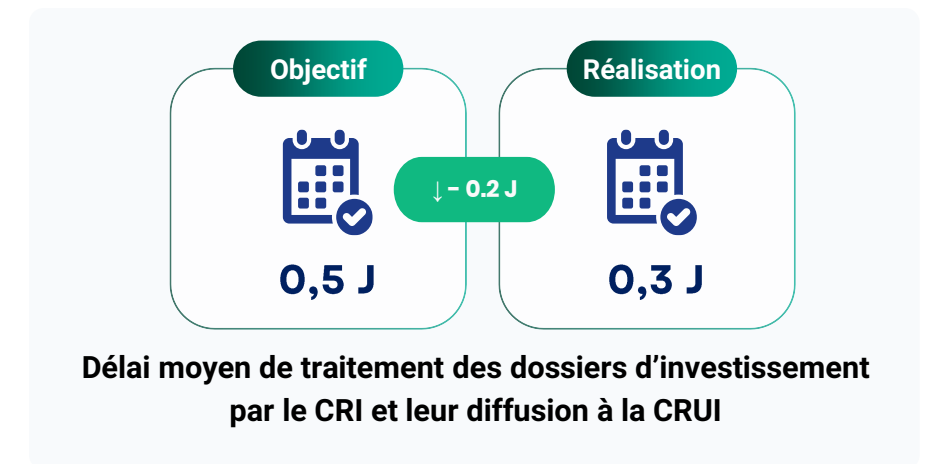 Objectif
Réalisation
↓ - 0.2 J
0,5 J
0,3 J
Délai moyen de traitement des dossiers d’investissement
par le CRI et leur diffusion à la CRUI